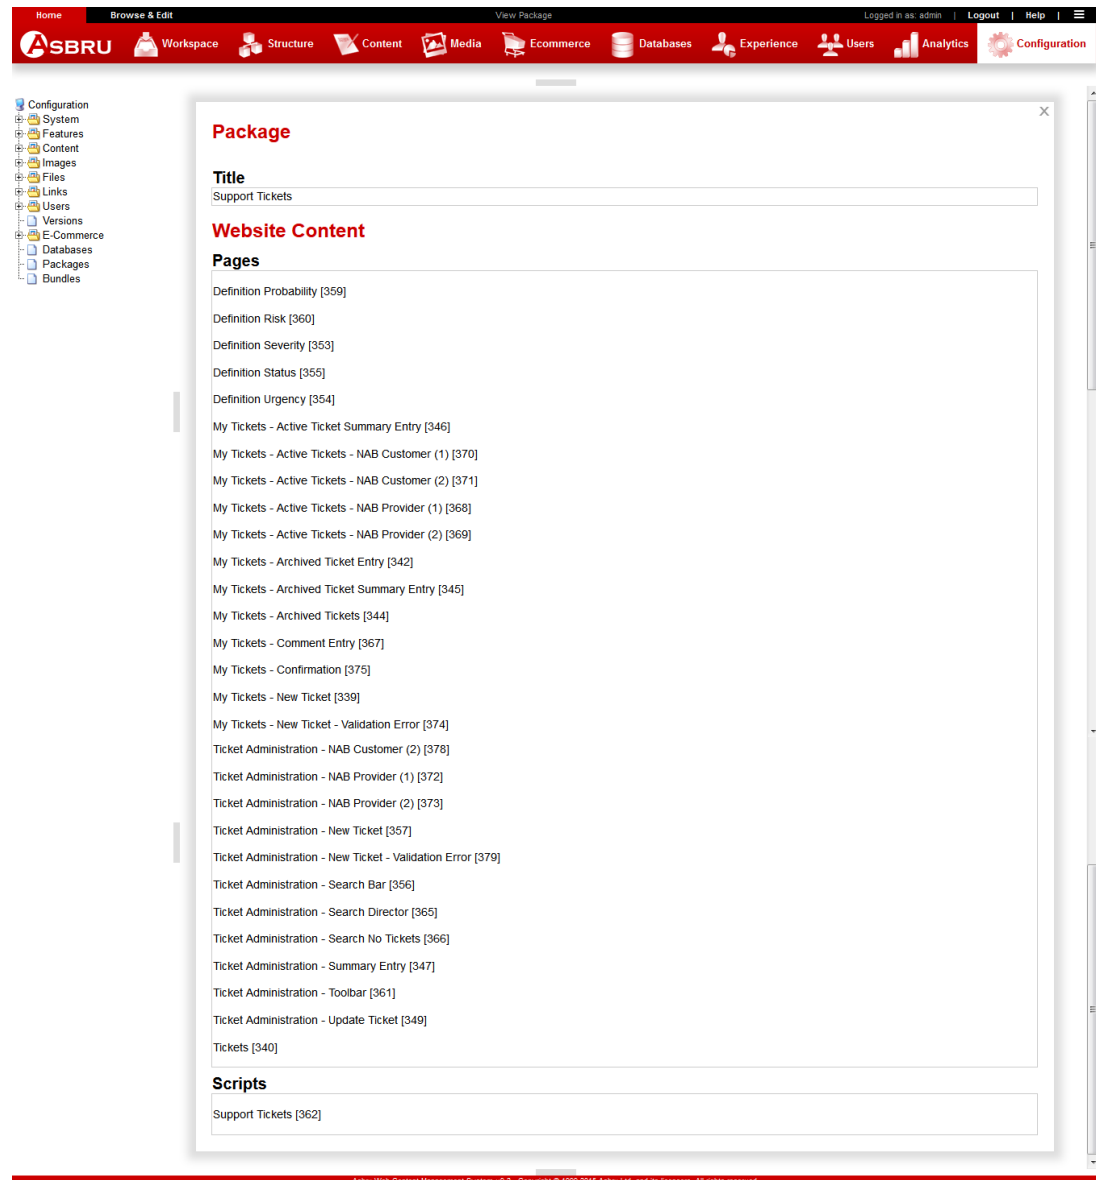 Home Browse & Edit View Package Logged in as: admin | Logout | Help |
ASBRU Workspace Structure Content Media Ecommerce Databases Experience Users Analytics Configuration
Configuration
System
Features
Content
Images
Files
Links
Users
Versions
E-Commerce
Databases
Packages
Bundles
Package
Title
Support Tickets
Website Content
Pages
Definition Probability [359]
Definition Risk [360]
Definition Severity [353]
Definition Status [355]
Definition Urgency [354]
My Tickets - Active Ticket Summary Entry [346]
My Tickets - Active Tickets - NAB Customer (1) [370]
My Tickets - Active Tickets - NAB Customer (2) [371]
My Tickets - Active Tickets - NAB Provider (1) [368]
My Tickets - Active Tickets - NAB Provider (2) [369]
My Tickets - Archived Ticket Entry [342]
My Tickets - Archived Ticket Summary Entry [345]
My Tickets - Archived Tickets [344]
My Tickets - Comment Entry [367]
My Tickets - Confirmation [375]
My Tickets - New Ticket [339]
My Tickets - New Ticket - Validation Error [374]
Ticket Administration - NAB Customer (2) [378]
Ticket Administration - NAB Provider (1) [372]
Ticket Administration - NAB Provider (2) [373]
Ticket Administration - New Ticket [357]
Ticket Administration - New Ticket - Validation Error [379]
Ticket Administration - Search Bar [356]
Ticket Administration - Search Director [365]
Ticket Administration - Search No Tickets [366]
Ticket Administration - Summary Entry [347]
Ticket Administration - Toolbar [361]
Ticket Administration - Update Ticket [349]
Tickets [340]
Scripts
Support Tickets [362]